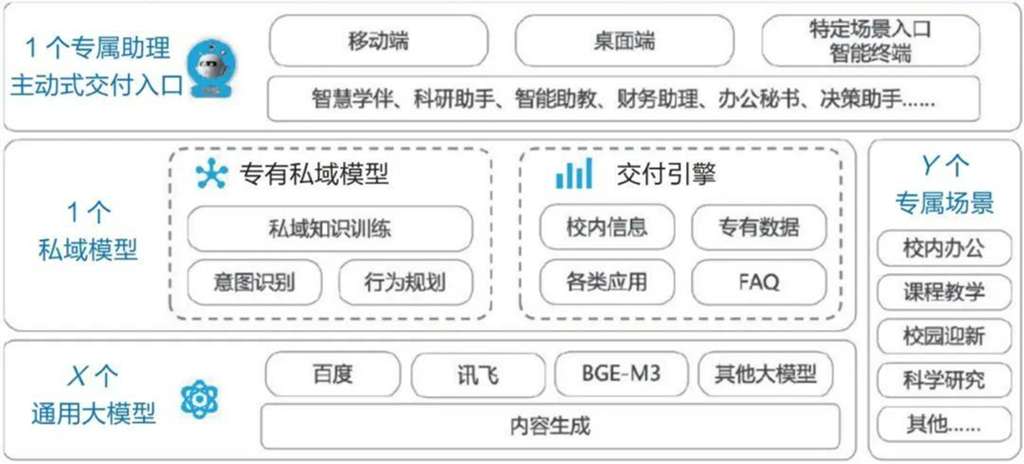 1个专属助理
主动式交付入口
移动端
桌面端
特定场景入口
智能终端
智慧学伴、科研助手、智能助教、财务助理、办公秘书、决策助手……
1个
私域模型
专有私域模型
私域知识训练
意图识别
行为规划
交付引擎
校内信息
专有数据
各类应用
FAQ
X个
通用大模型
百度
讯飞
BGE-M3
其他大模型
内容生成
Y个
专属场景
校内办公
课程教学
校园迎新
科学研究
其他……